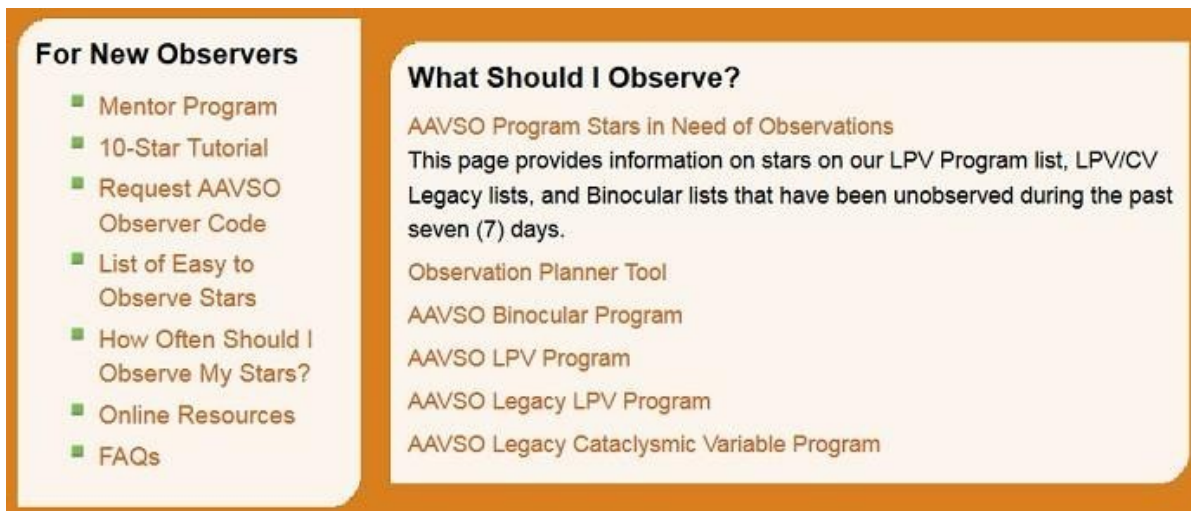 For New Observers
Mentor Program
10-Star Tutorial
Request AAVSO
Observer Code
List of Easy to
Observe Stars
How Often Should I
Observe My Stars?
Online Resources
FAQs
What Should I Observe?
AAVSO Program Stars in Need of Observations
This page provides information on stars on our LPV Program list, LPV/CV
Legacy lists, and Binocular lists that have been unobserved during the past
seven (7) days.
Observation Planner Tool
AAVSO Binocular Program
AAVSO LPV Program
AAVSO Legacy LPV Program
AAVSO Legacy Cataclysmic Variable Program